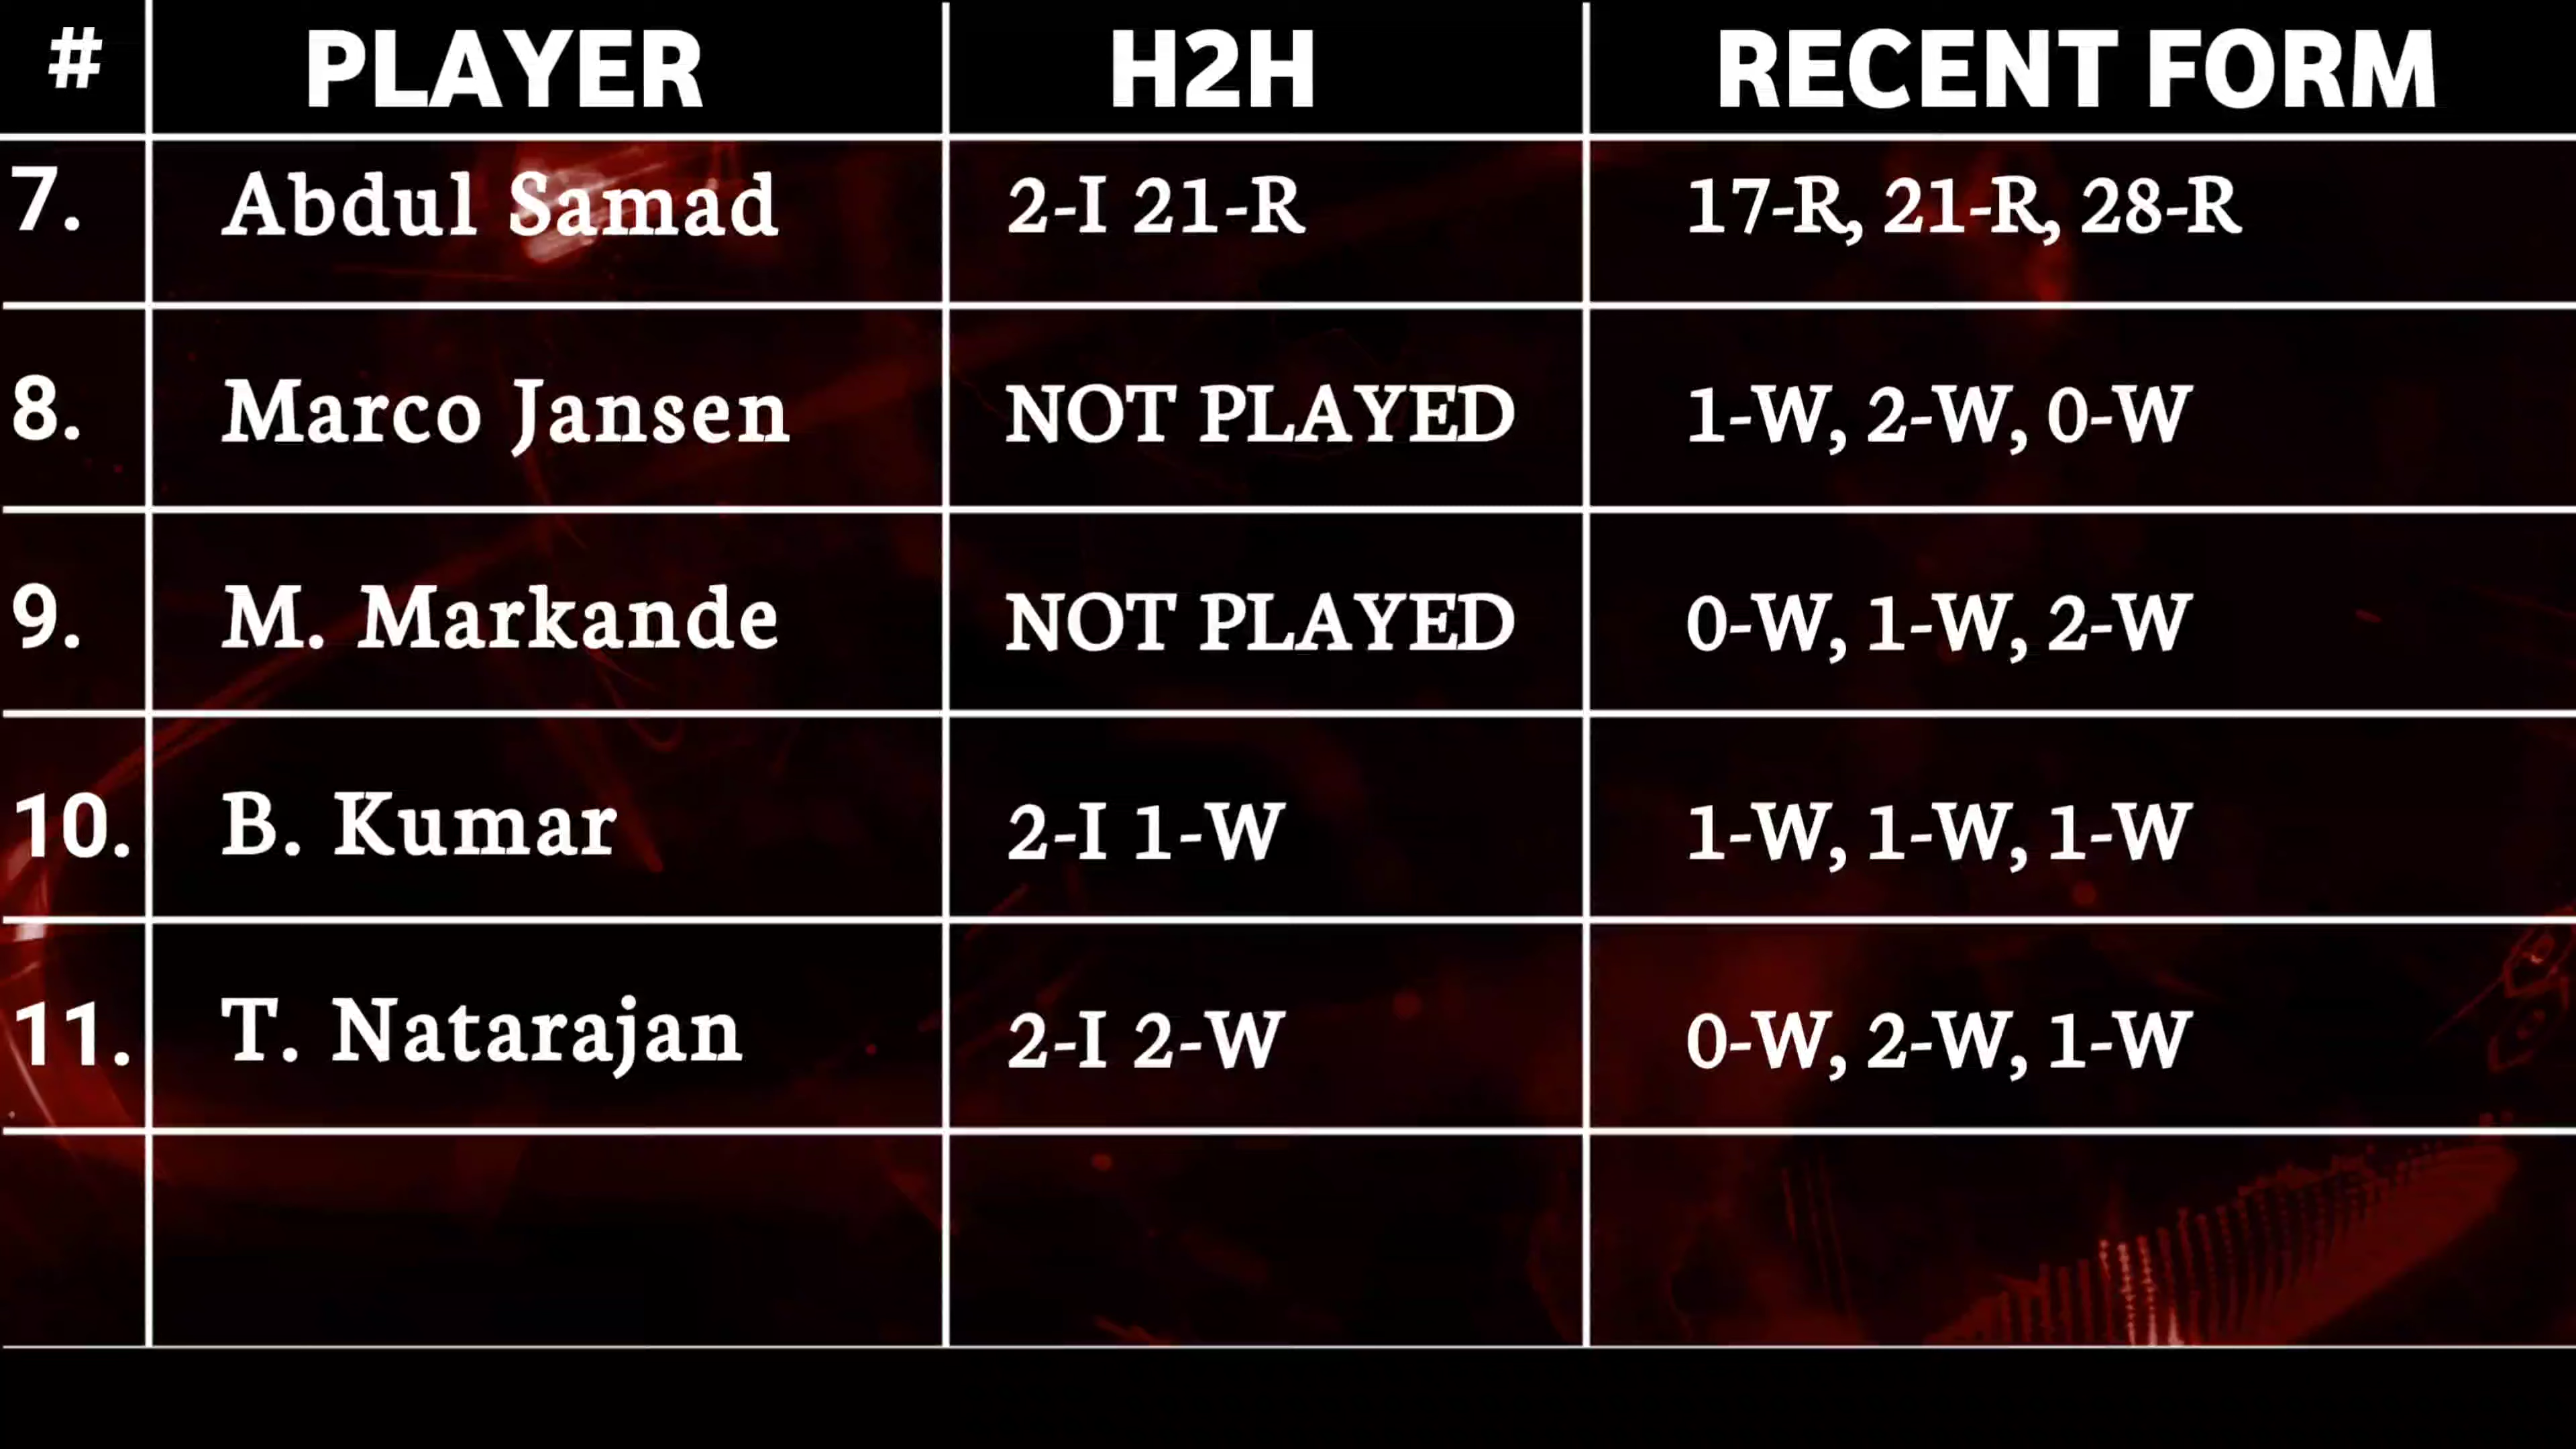 # PLAYER H2H RECENT FORM
7. Abdul Samad 2-I 21-R 17-R, 21-R, 28-R
8. Marco Jansen NOT PLAYED 1-W, 2-W, 0-W
9. M. Markande NOT PLAYED 0-W, 1-W, 2-W
10. B. Kumar 2-I 1-W 1-W, 1-W, 1-W
11. T. Natarajan 2-I 2-W 0-W, 2-W, 1-W